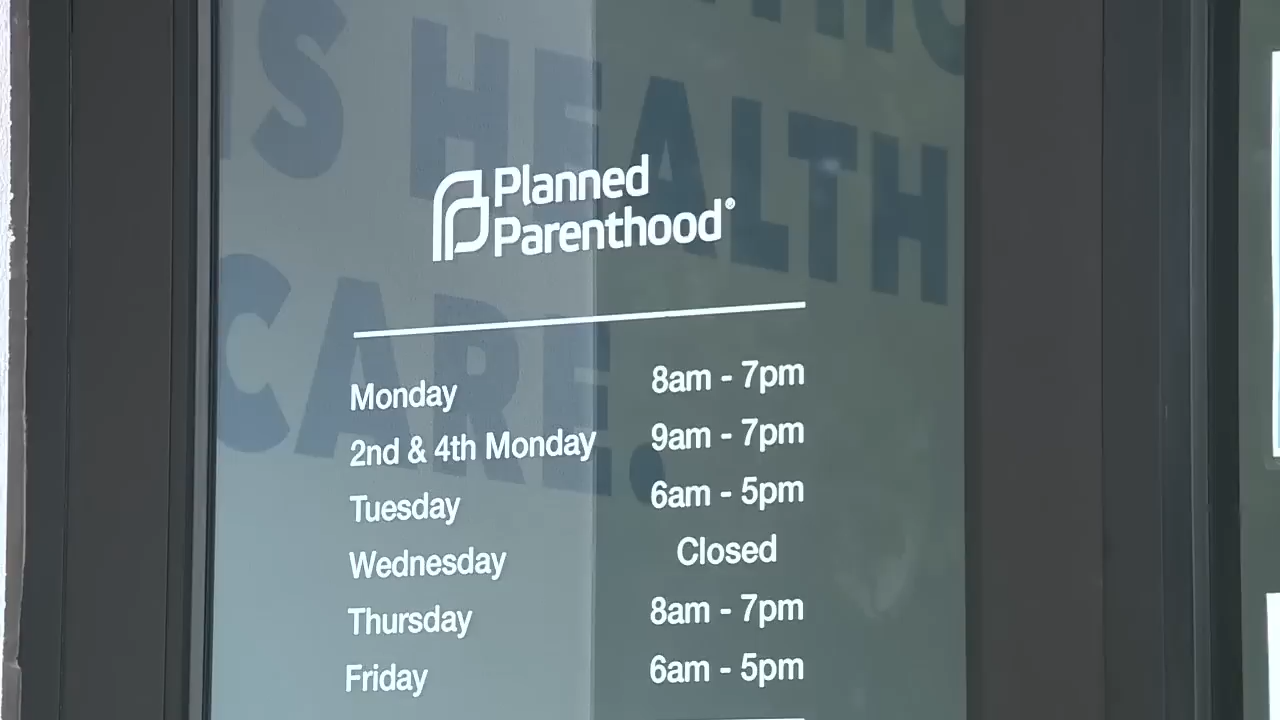 IS HEALTH
CARE.
Planned
Parenthood®
Monday 8am - 7pm
2nd & 4th Monday 9am - 7pm
Tuesday 6am - 5pm
Wednesday Closed
Thursday 8am - 7pm
Friday 6am - 5pm